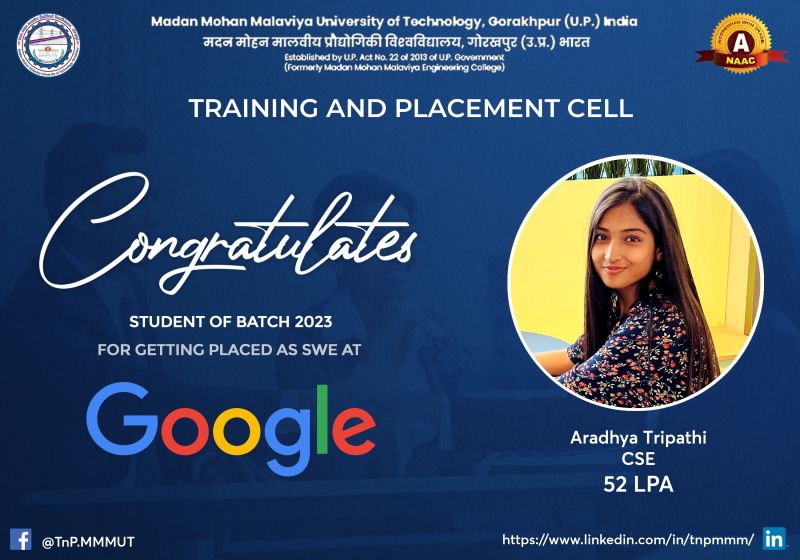 Madan Mohan Malaviya University of Technology, Gorakhpur (U.P.) India
मदन मोहन मालवीय प्रौद्योगिकी विश्वविद्यालय, गोरखपुर (उ.प्र.) भारत
Established by U.P. Act No. 22 of 2013 of U.P. Government
(Formerly Madan Mohan Malaviya Engineering College)
A
NAAC
TRAINING AND PLACEMENT CELL
Congratulates
STUDENT OF BATCH 2023
FOR GETTING PLACED AS SWE AT
Google
Aradhya Tripathi
CSE
52 LPA
@TnP.MMMUT
https://www.linkedin.com/in/tnpmmm/